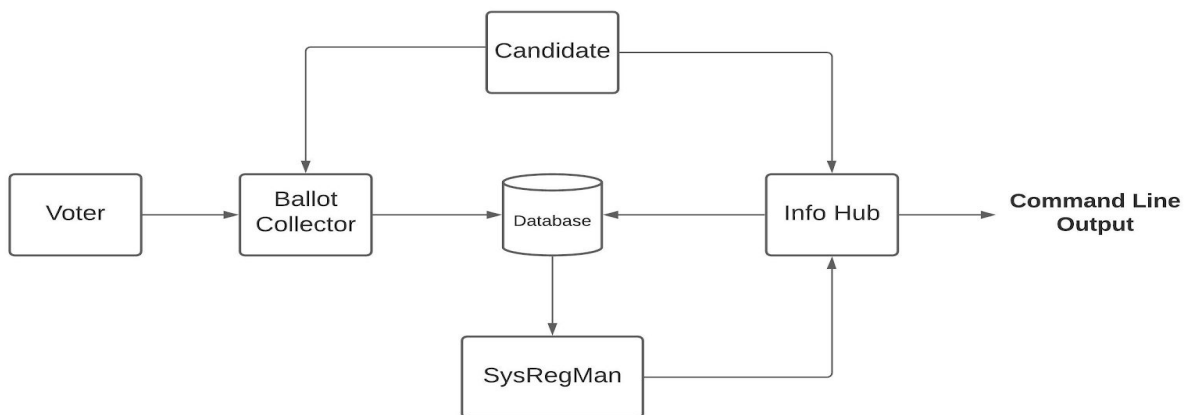 Candidate
Voter
Ballot
Collector
Database
Info Hub
Command Line
Output
SysRegMan